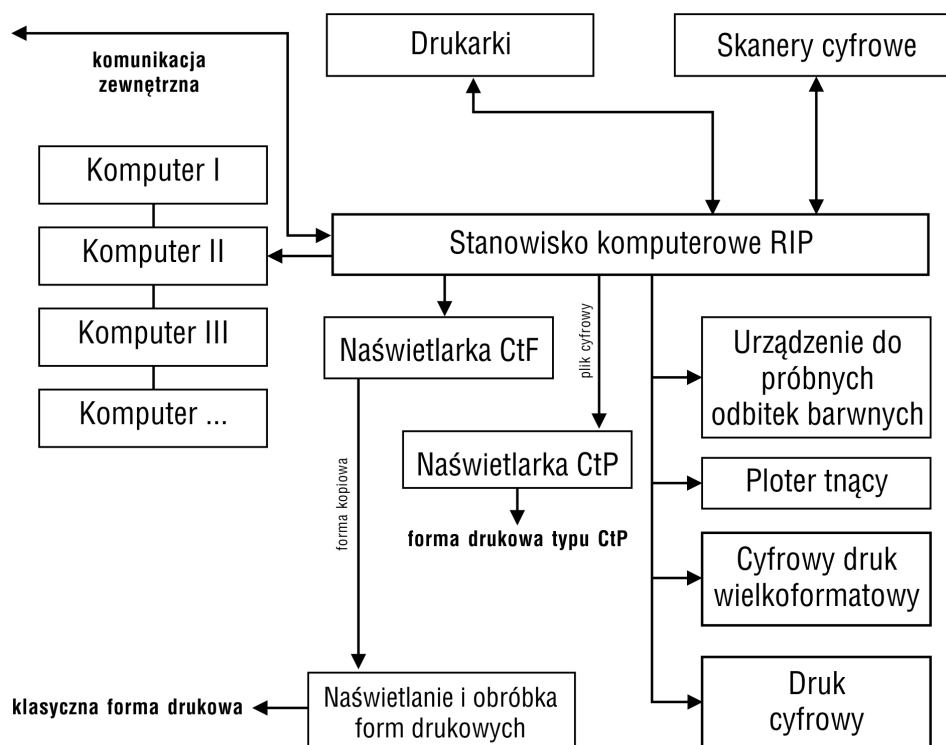 Drukarki
Skanery cyfrowe
komunikacja
zewnętrzna
Komputer I
Komputer II
Komputer III
Komputer ...
Stanowisko komputerowe RIP
Naświetlarka CtF
plik cyfrowy
Urządzenie do
próbnych
odbitek barwnych
Naświetlarka CtP
forma kopiowa
Ploter tnący
forma drukowa typu CtP
Cyfrowy druk
wielkoformatowy
klasyczna forma drukowa
Naświetlanie i obróbka
form drukowych
Druk
cyfrowy